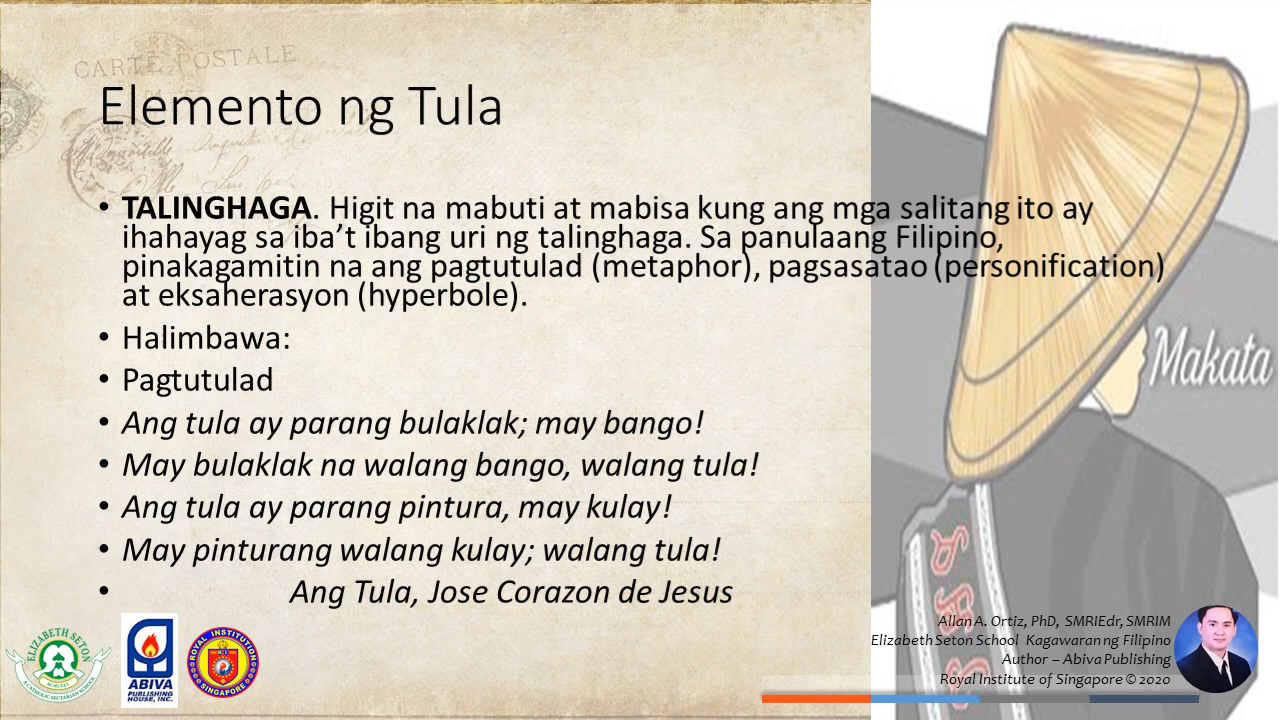 CARTE POSTALE
Elemento ng Tula
• TALINGHAGA. Higit na mabuti at mabisa kung ang mga salitang ito ay
ihahayag sa iba’t ibang uri ng talinghaga. Sa panulaang Filipino,
pinakagamitin na ang pagtutulad (metaphor), pagsasatao (personification)
at eksaherasyon (hyperbole).
• Halimbawa:
• Pagtutulad
• Ang tula ay parang bulaklak; may bango!
• May bulaklak na walang bango, walang tula!
• Ang tula ay parang pintura, may kulay!
• May pinturang walang kulay; walang tula!
• Ang Tula, Jose Corazon de Jesus
Makata
ELIZABETH SETON
A CATHOLIC SECTARIAN SCHOOL
ABIVA
PUBLISHING
HOUSE, INC.
ROYAL INSTITUTION
SINGAPORE
Allan A. Ortiz, PhD, SMRIEdr, SMRIM
Elizabeth Seton School Kagawaran ng Filipino
Author – Abiva Publishing
Royal Institute of Singapore © 2020